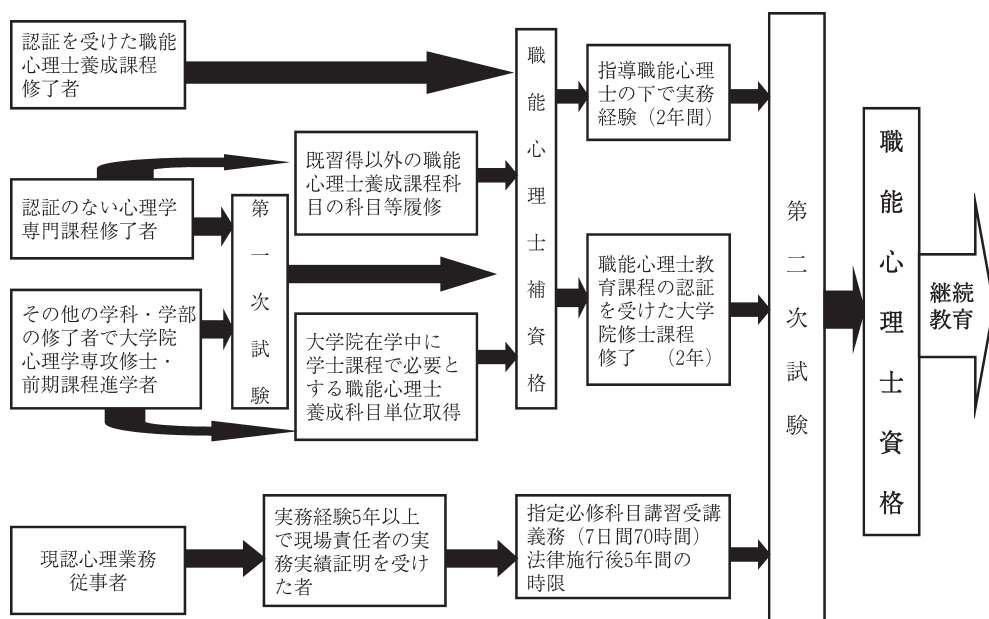 認証を受けた職能
心理士養成課程
修了者
認証のない心理学
専門課程修了者
その他の学科・学部
の修了者で大学院
心理学専攻修士・
前期課程進学者
第一次試験
既習得以外の職能
心理士養成課程科
目の科目等履修
大学院在学中に
学士課程で必要と
する職能心理士
養成科目単位取得
職能心理士補資格
指導職能心理
士の下で実務
経験（2年間）
職能心理士教
育課程の認証
を受けた大学
院修士課程
修了　（2年）
現認心理業務
従事者
実務経験5年以上
で現場責任者の実
務実績証明を受け
た者
指定必修科目講習受講
義務（7日間70時間）
法律施行後5年間の
時限
第二次試験
職能心理士資格
継続
教育